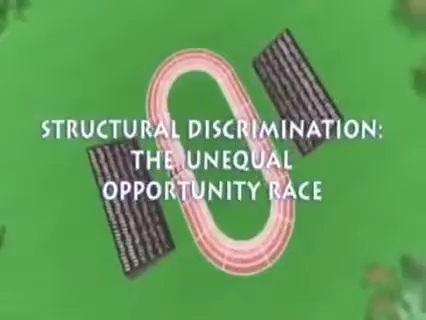 STRUCTURAL DISCRIMINATION:
THE UNEQUAL
OPPORTUNITY RACE